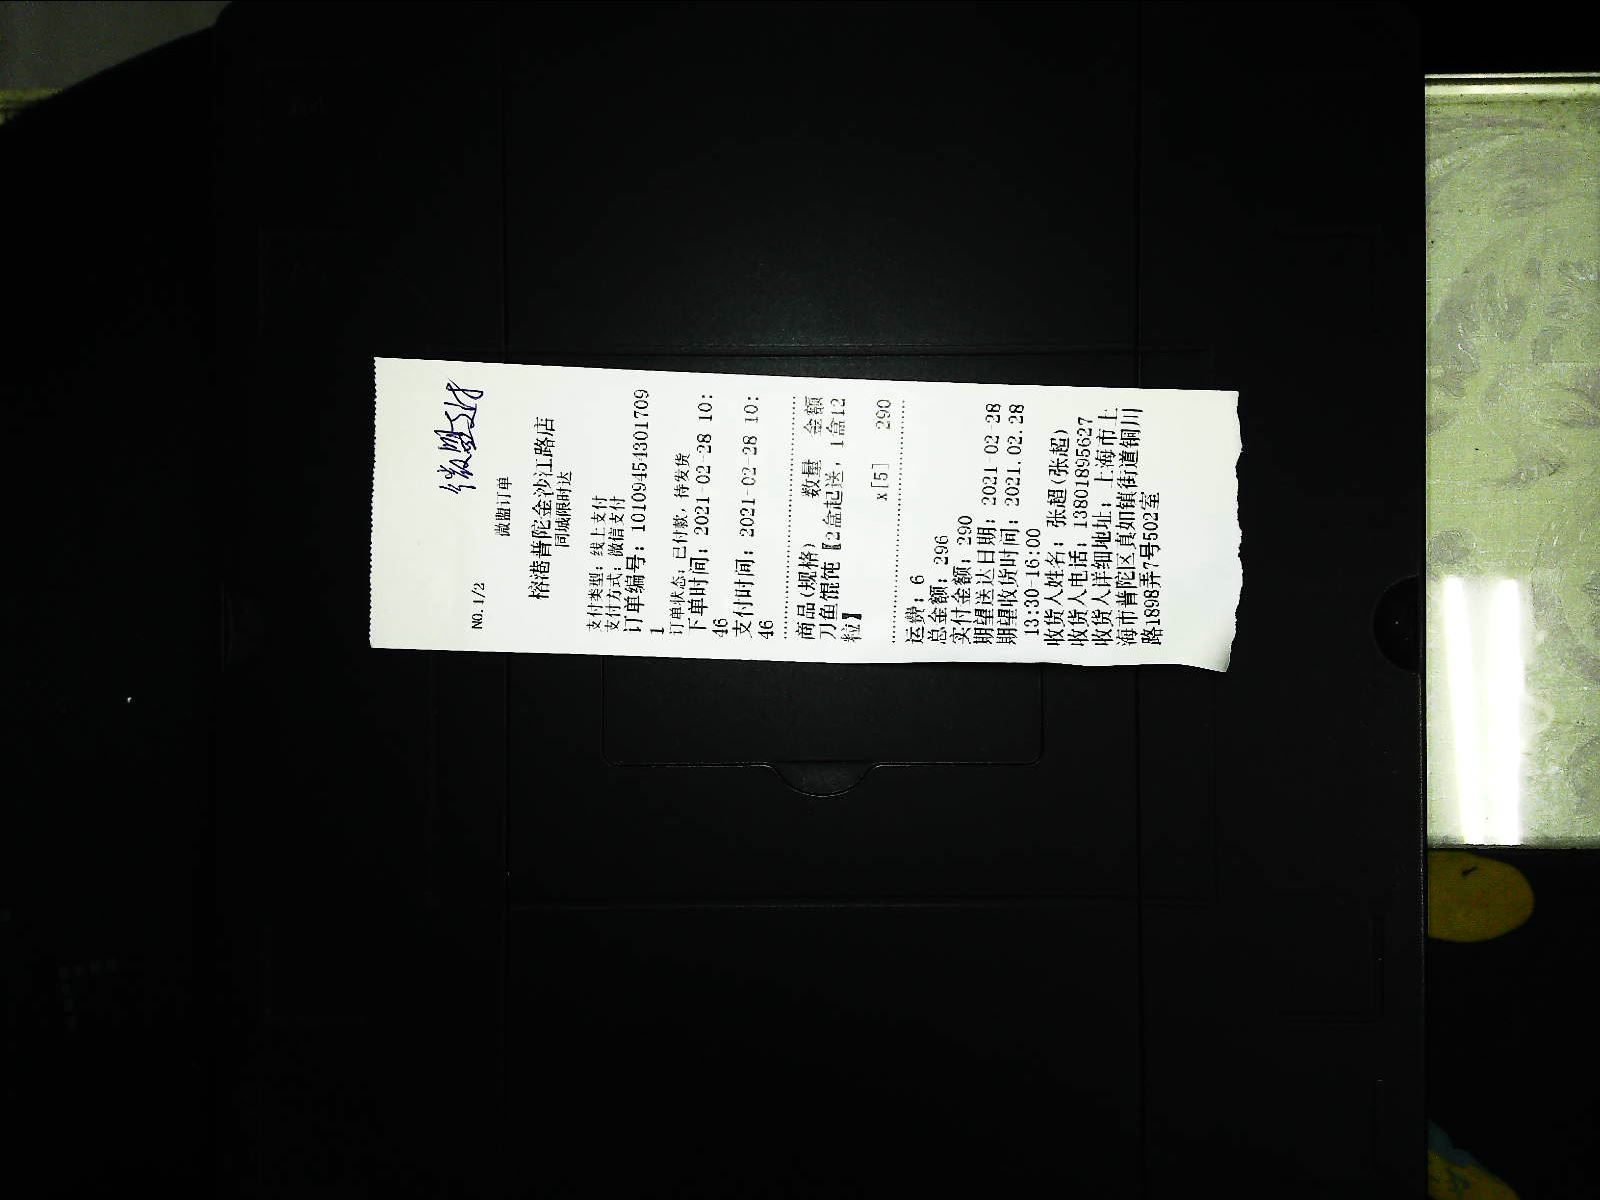 微盟支付
NO.1/2
微盟订单
榕港普陀金沙江路店
同城限时达
支付类型：线上支付
支付方式：微信支付
订单编号：10109454301709
1
订单状态：已付款，待发货
下单时间：2021-02-28 10:
46
支付时间：2021-02-28 10:
46
商品(规格) 数量 金额
刀鱼馄饨【2盒起送，1盒12
粒】
x[5] 290
运费：6
总金额：296
实付金额：290
期望送达日期：2021-02-28
期望收货时间：2021.02.28
13:30-16:00
收货人姓名：张超(张超)
收货人电话：13801895627
收货人详细地址：上海市上
海市普陀区真如镇街道铜川
路1898弄7号502室